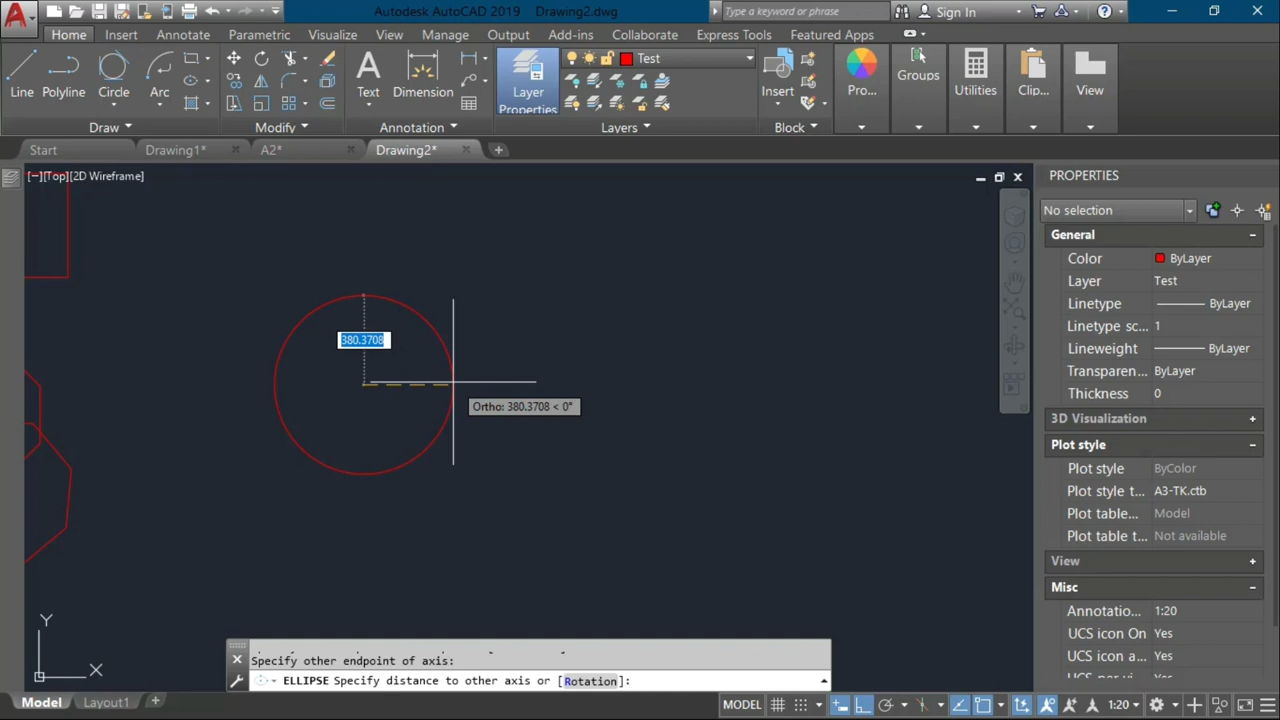 Autodesk AutoCAD 2019 Drawing2.dwg
Type a keyword or phrase
Sign In
Home Insert Annotate Parametric Visualize View Manage Output Add-ins Collaborate Express Tools Featured Apps
Test
Line Polyline Circle Arc
Text Dimension
Layer
Properties
Insert
Pro... Groups Utilities Clip... View
Draw Modify Annotation Layers Block
Start Drawing1* A2* Drawing2*
[−][Top][2D Wireframe]
PROPERTIES
No selection
General
Color ByLayer
Layer Test
Linetype ByLayer
Linetype sc... 1
Lineweight ByLayer
Transparen... ByLayer
Thickness 0
3D Visualization
Plot style
Plot style ByColor
Plot style t... A3-TK.ctb
Plot table... Model
Plot table t... Not available
View
Misc
Annotatio... 1:20
UCS icon On Yes
UCS icon a... Yes
380.3708
Ortho: 380.3708 < 0°
Y
X
Specify other endpoint of axis:
ELLIPSE Specify distance to other axis or [Rotation]:
Model Layout1
MODEL
1:20